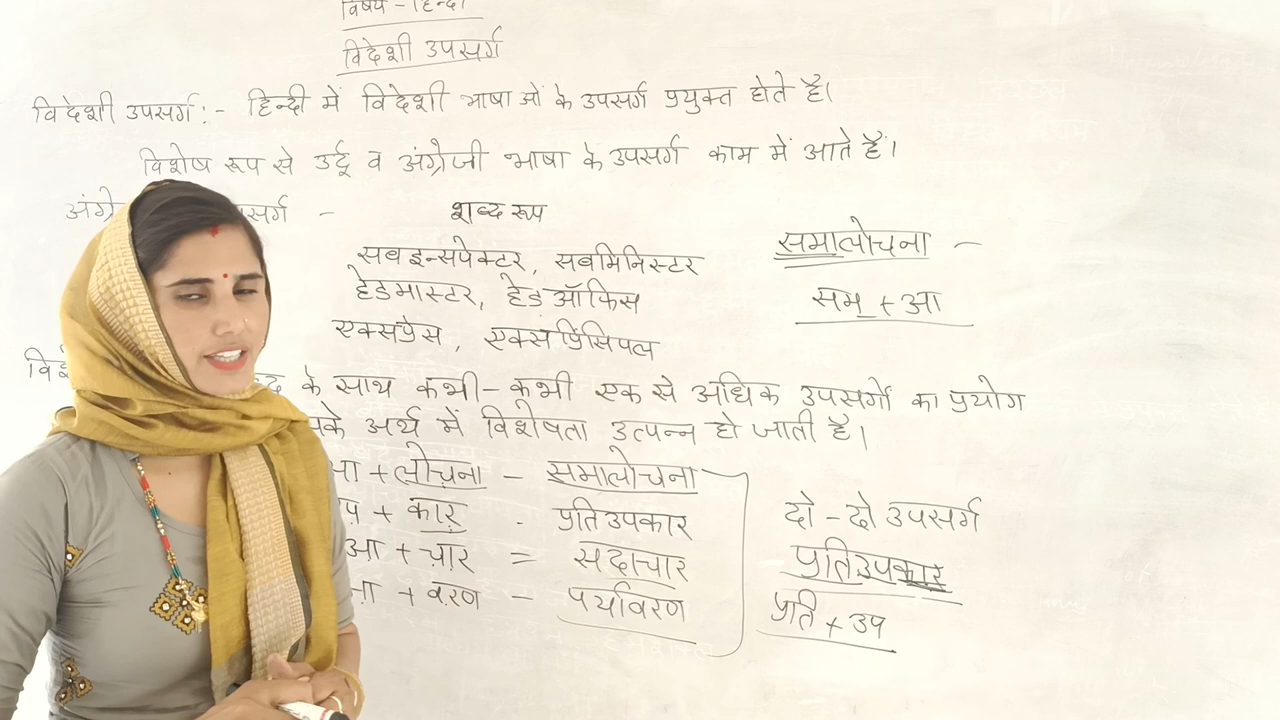 विषय - हिन्दी
विदेशी उपसर्ग
विदेशी उपसर्ग :- हिन्दी में विदेशी भाषाओं के उपसर्ग प्रयुक्त होते है।
विशेष रूप से उर्दू व अंग्रेजी भाषा के उपसर्ग काम में आते हैं।
शब्द रूप
सबइन्सपेक्टर, सबमिनिस्टर
हेडमास्टर, हेड ऑफिस
एक्सप्रेस, एक्स प्रिंसिपल
के साथ कभी-कभी एक से अधिक उपसर्गों का प्रयोग
अर्थ में विशेषता उत्पन्न हो जाती है।
+ लोचना - समालोचना
+ कार - प्रतिउपकार
आ + चार = सदाचार
+ वरण - पर्यावरण
समालोचना -
सम् + आ
दो - दो उपसर्ग
प्रतिउपकार
प्रति + उप